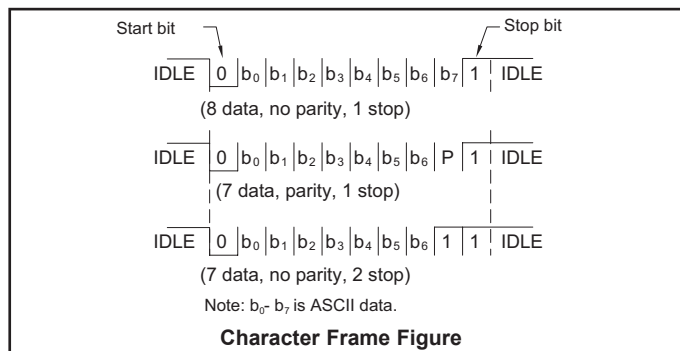 Start bit Stop bit
IDLE 0 b₀ b₁ b₂ b₃ b₄ b₅ b₆ b₇ 1 IDLE
(8 data, no parity, 1 stop)
IDLE 0 b₀ b₁ b₂ b₃ b₄ b₅ b₆ P 1 IDLE
(7 data, parity, 1 stop)
IDLE 0 b₀ b₁ b₂ b₃ b₄ b₅ b₆ 1 1 IDLE
(7 data, no parity, 2 stop)
Note: b₀- b₇ is ASCII data.
Character Frame Figure